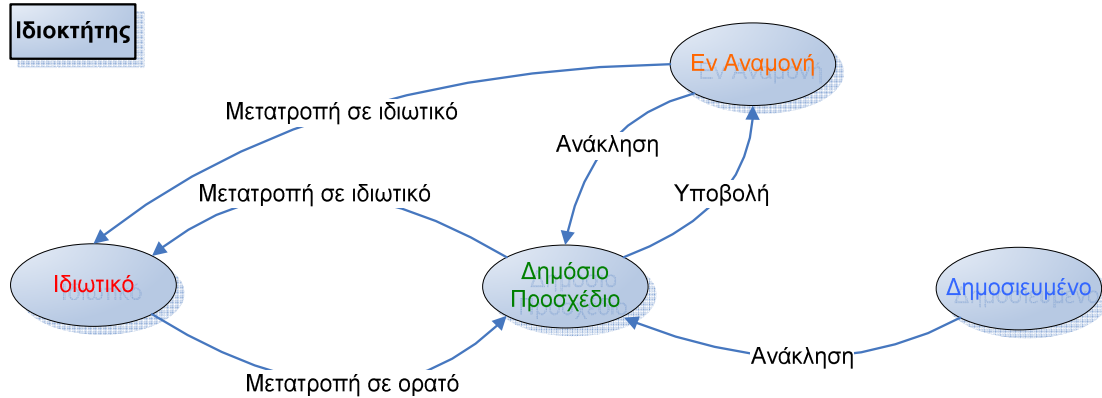 Ιδιοκτήτης
Εν Αναμονή
Μετατροπή σε ιδιωτικό
Ανάκληση
Μετατροπή σε ιδιωτικό
Υποβολή
Ιδιωτικό
Δημόσιο
Προσχέδιο
Δημοσιευμένο
Ανάκληση
Μετατροπή σε ορατό